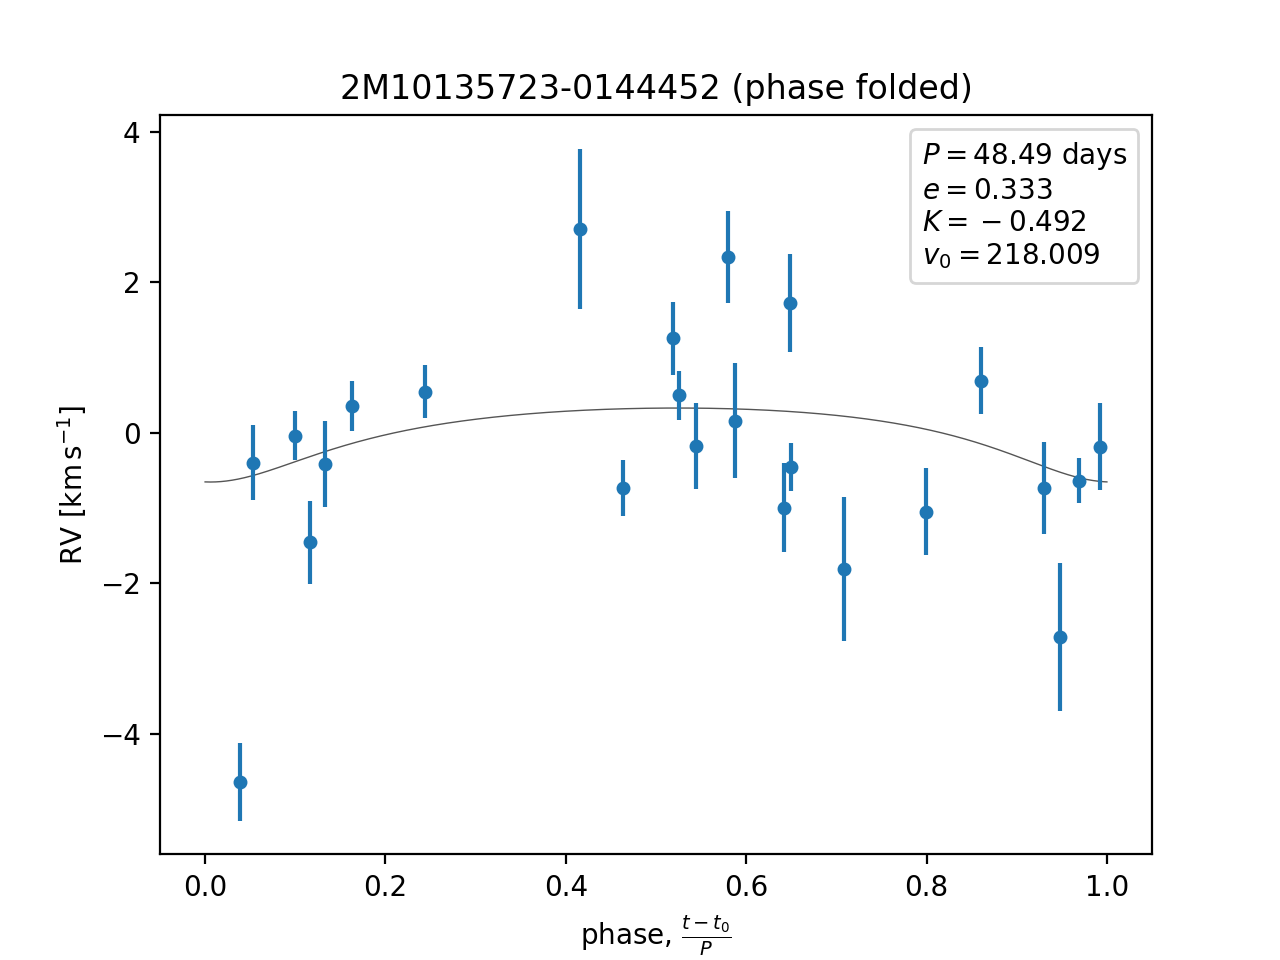 2M10135723-0144452 (phase folded)
P = 48.49 days
e = 0.333
K = −0.492
v₀ = 218.009
4
2
0
−2
−4
RV [km s⁻¹]
0.0 0.2 0.4 0.6 0.8 1.0
phase, (t − t₀)/P